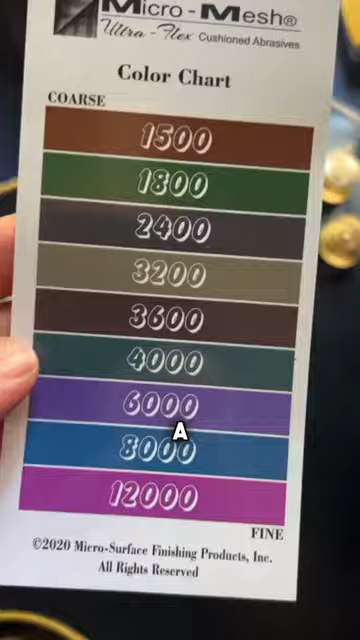 Micro-Mesh®
Ultra-Flex Cushioned Abrasives
Color Chart
COARSE
1500
1800
2400
3200
3600
4000
6000
A
8000
12000
FINE
©2020 Micro-Surface Finishing Products, Inc.
All Rights Reserved